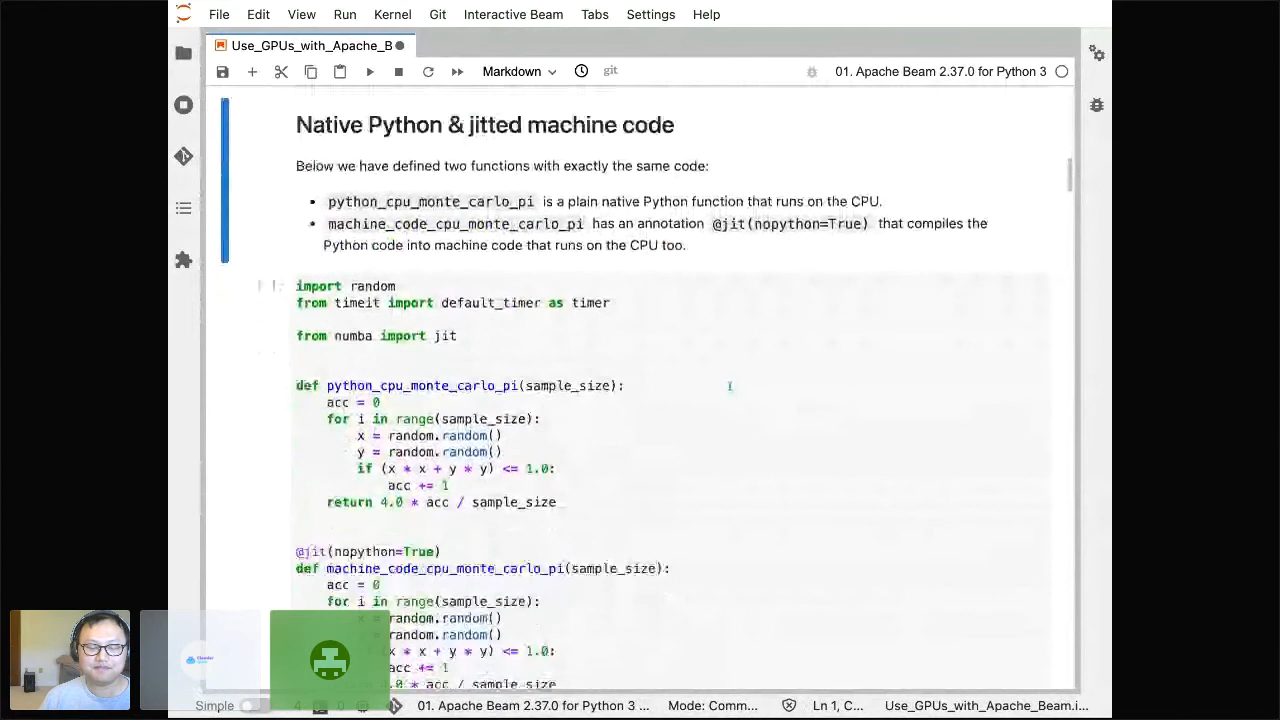 File Edit View Run Kernel Git Interactive Beam Tabs Settings Help
Use_GPUs_with_Apache_B
Markdown git 01. Apache Beam 2.37.0 for Python 3
Native Python & jitted machine code
Below we have defined two functions with exactly the same code:
• python_cpu_monte_carlo_pi is a plain native Python function that runs on the CPU.
• machine_code_cpu_monte_carlo_pi has an annotation @jit(nopython=True) that compiles the
Python code into machine code that runs on the CPU too.
[ ]:
import random
from timeit import default_timer as timer
from numba import jit
def python_cpu_monte_carlo_pi(sample_size):
acc = 0
for i in range(sample_size):
x = random.random()
y = random.random()
if (x * x + y * y) <= 1.0:
acc += 1
return 4.0 * acc / sample_size
@jit(nopython=True)
def machine_code_cpu_monte_carlo_pi(sample_size):
acc = 0
for i in range(sample_size):
= random.random()
= random.random()
(x * x + y * y) <= 1.0:
acc += 1
4.0 * acc / sample_size
Simple 4 0 01. Apache Beam 2.37.0 for Python 3 ... Mode: Comm... Ln 1, C... Use_GPUs_with_Apache_Beam.i...